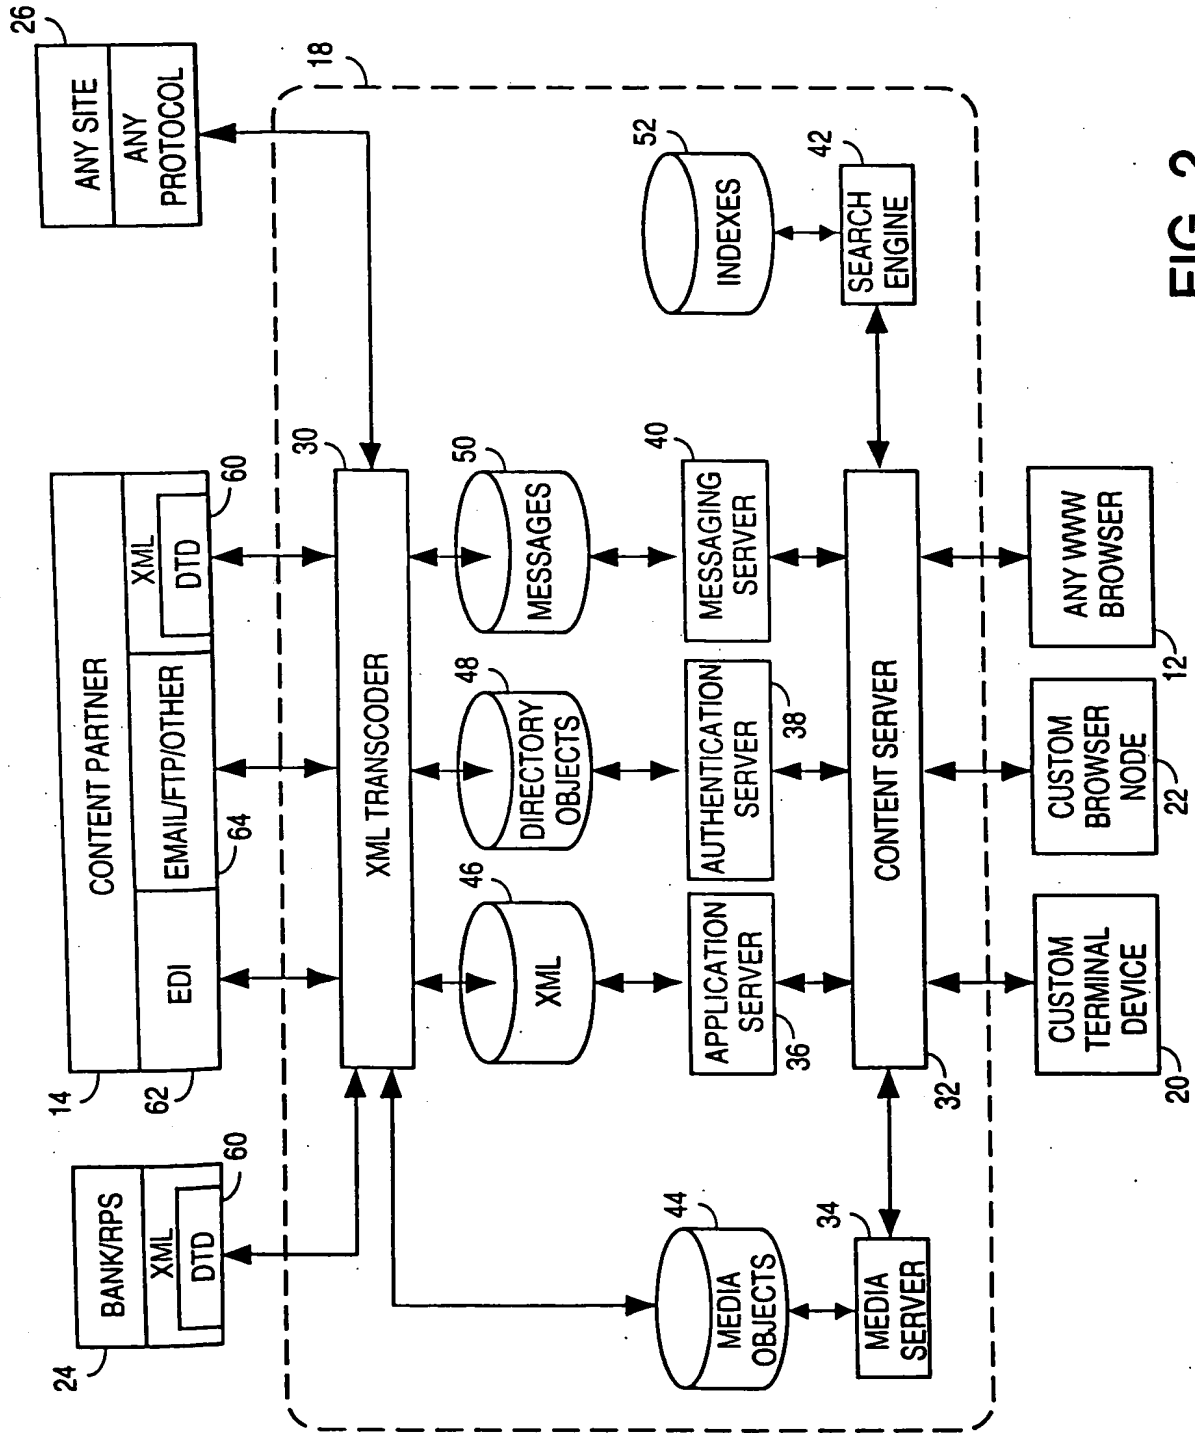 24
BANK/RPS
XML
DTD
60
14
CONTENT PARTNER
62
EDI
64
EMAIL/FTP/OTHER
XML
DTD
60
26
ANY SITE
ANY
PROTOCOL
18
30
XML TRANSCODER
44
MEDIA
OBJECTS
46
XML
48
DIRECTORY
OBJECTS
50
MESSAGES
52
INDEXES
34
MEDIA
SERVER
36
APPLICATION
SERVER
38
AUTHENTICATION
SERVER
40
MESSAGING
SERVER
42
SEARCH
ENGINE
32
CONTENT SERVER
20
CUSTOM
TERMINAL
DEVICE
22
CUSTOM
BROWSER
NODE
12
ANY WWW
BROWSER
FIG. 2